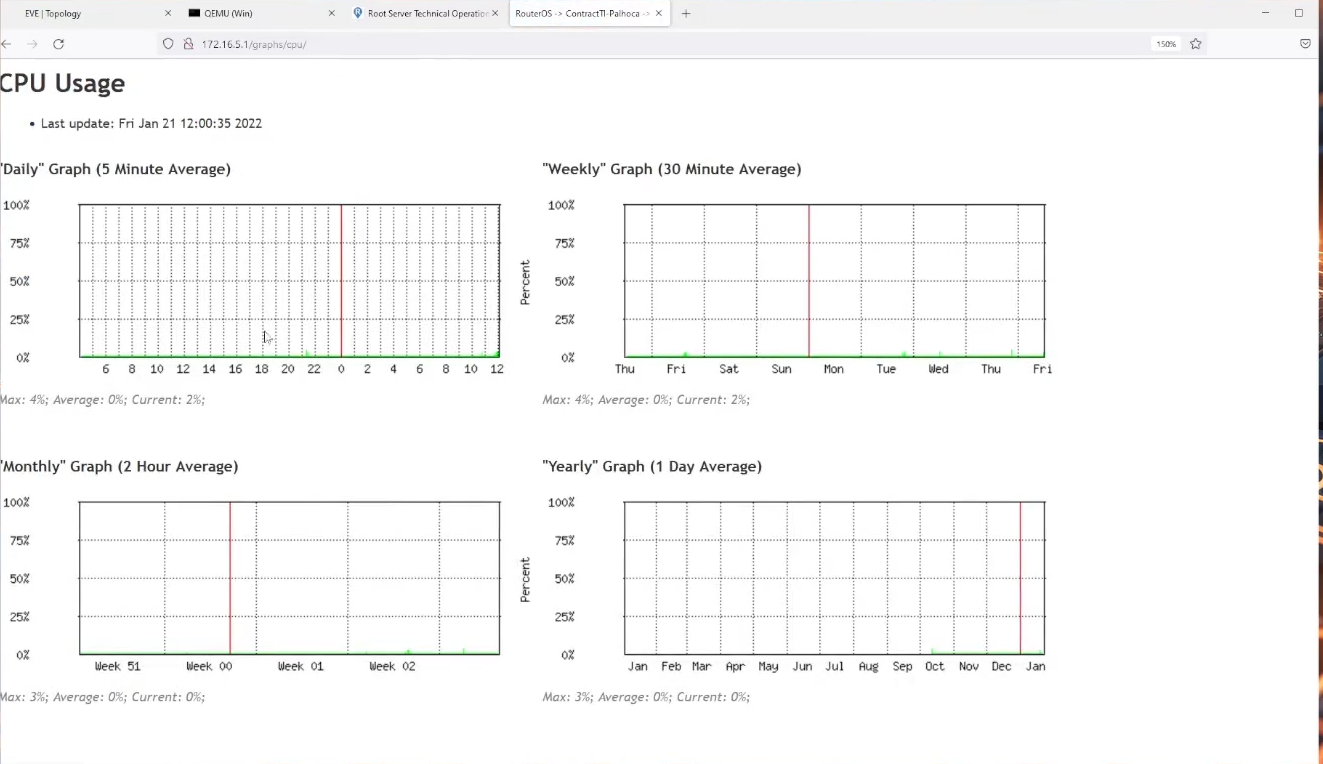 EVE | Topology
QEMU (Win)
Root Server Technical Operation
RouterOS -> ContractTI-Palhoca ->
172.16.5.1/graphs/cpu/
150%
CPU Usage
• Last update: Fri Jan 21 12:00:35 2022
"Daily" Graph (5 Minute Average)
100%
75%
50%
25%
0%
6 8 10 12 14 16 18 20 22 0 2 4 6 8 10 12
Max: 4%; Average: 0%; Current: 2%;
"Weekly" Graph (30 Minute Average)
Percent
100%
75%
50%
25%
0%
Thu Fri Sat Sun Mon Tue Wed Thu Fri
Max: 4%; Average: 0%; Current: 2%;
"Monthly" Graph (2 Hour Average)
100%
75%
50%
25%
0%
Week 51 Week 00 Week 01 Week 02
Max: 3%; Average: 0%; Current: 0%;
"Yearly" Graph (1 Day Average)
Percent
100%
75%
50%
25%
0%
Jan Feb Mar Apr May Jun Jul Aug Sep Oct Nov Dec Jan
Max: 3%; Average: 0%; Current: 0%;